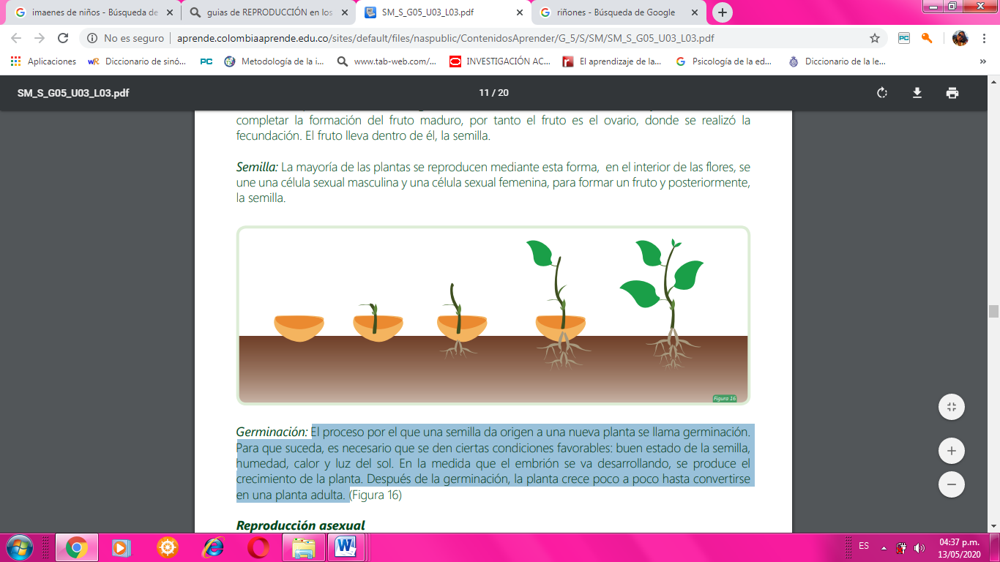 imaenes de niños - Búsqueda de
guias de REPRODUCCIÓN en los
SM_S_G05_U03_L03.pdf
riñones - Búsqueda de Google
No es seguro | aprende.colombiaaprende.edu.co/sites/default/files/naspublic/ContenidosAprender/G_5/S/SM/SM_S_G05_U03_L03.pdf
PC
Aplicaciones
Diccionario de sinó...
PC
Metodología de la i...
www.tab-web.com/...
INVESTIGACIÓN AC...
El aprendizaje de la...
Psicología de la ed...
Diccionario de la le...
»
SM_S_G05_U03_L03.pdf
11 / 20
completar la formación del fruto maduro, por tanto el fruto es el ovario, donde se realizó la
fecundación. El fruto lleva dentro de él, la semilla.
Semilla: La mayoría de las plantas se reproducen mediante esta forma, en el interior de las flores, se
une una célula sexual masculina y una célula sexual femenina, para formar un fruto y posteriormente,
la semilla.
Figura 16
Germinación: El proceso por el que una semilla da origen a una nueva planta se llama germinación.
Para que suceda, es necesario que se den ciertas condiciones favorables: buen estado de la semilla,
humedad, calor y luz del sol. En la medida que el embrión se va desarrollando, se produce el
crecimiento de la planta. Después de la germinación, la planta crece poco a poco hasta convertirse
en una planta adulta. (Figura 16)
Reproducción asexual
ES
04:37 p.m.
13/05/2020